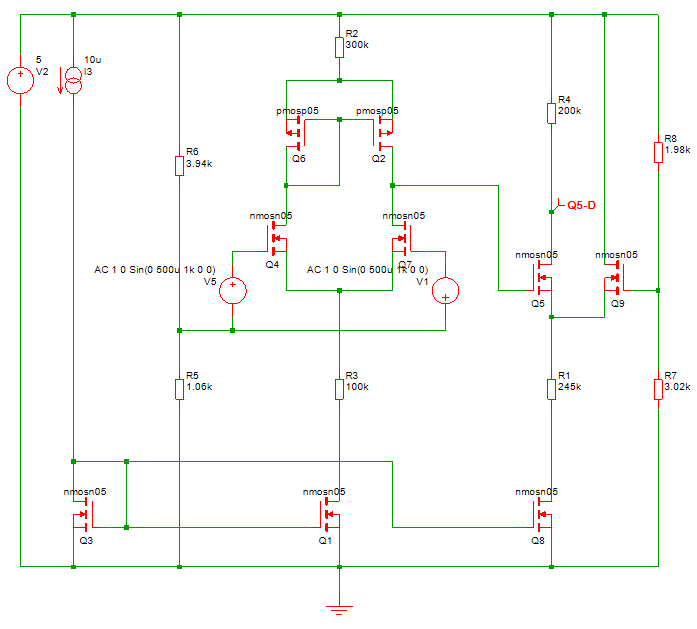 R2
300k
5
V2
10u
I3
R4
200k
pmosp05
pmosp05
R6
3.94k
R8
1.98k
Q6
Q2
Q5-D
nmosn05
nmosn05
nmosn05
nmosn05
Q4
Q7
AC 1 0 Sin(0 500u 1k 0 0)
V5
AC 1 0 Sin(0 500u 1k 0 0)
V1
Q5
Q9
R5
1.06k
R3
100k
R1
245k
R7
3.02k
nmosn05
nmosn05
nmosn05
Q3
Q1
Q8